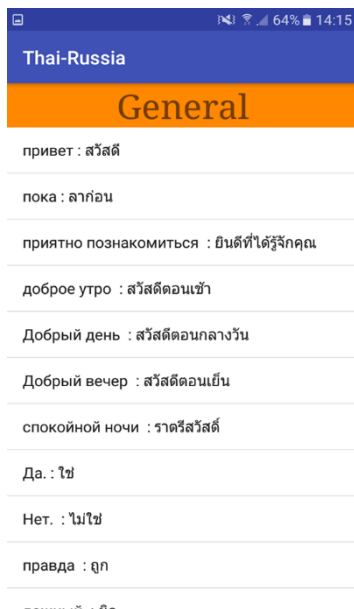 64% 14:15
Thai-Russia
General
привет : สวัสดี
пока : ลาก่อน
приятно познакомиться : ยินดีที่ได้รู้จักคุณ
доброе утро : สวัสดีตอนเช้า
Добрый день : สวัสดีตอนกลางวัน
Добрый вечер : สวัสดีตอนเย็น
спокойной ночи : ราตรีสวัสดิ์
Да. : ใช่
Нет. : ไม่ใช่
правда : ถูก